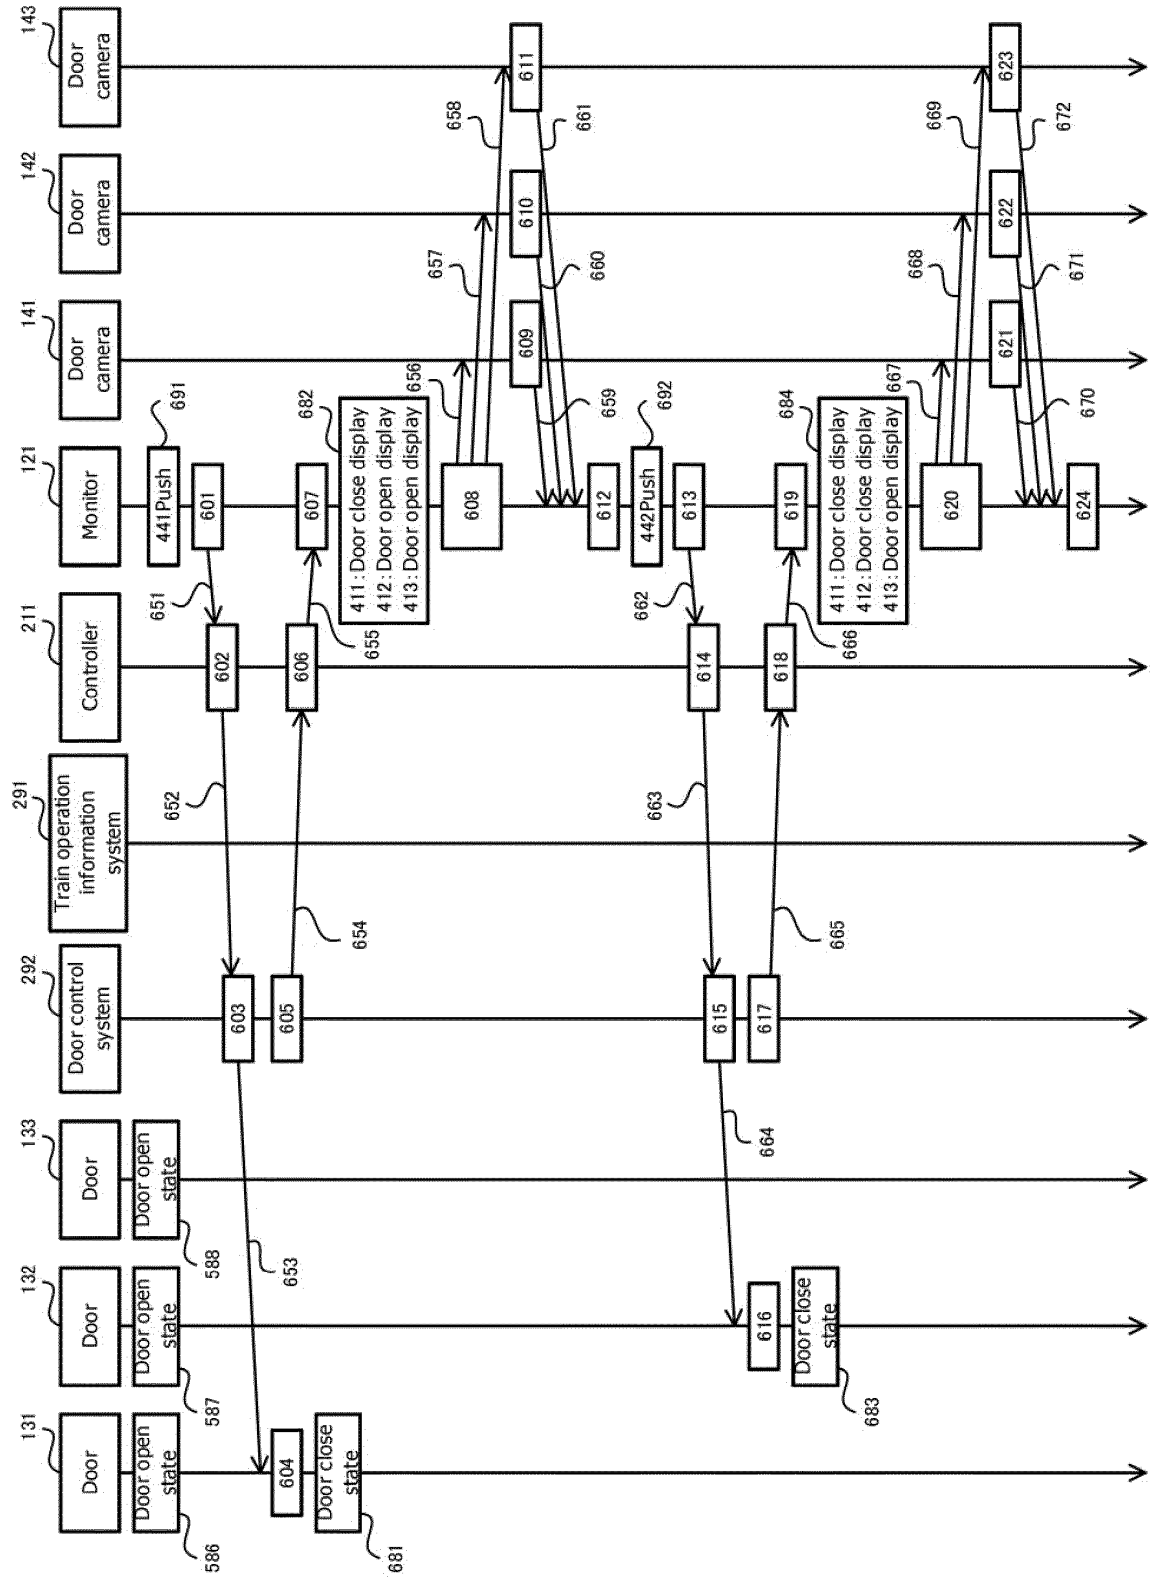 131
Door
132
Door
133
Door
292
Door control
system
291
Train operation
information
system
211
Controller
121
Monitor
141
Door
camera
142
Door
camera
143
Door
camera
Door open
state
586
Door open
state
587
Door open
state
588
441Push
691
601
651
602
652
603
653
604
Door close
state
681
605
654
606
655
607
411:Door close display
412:Door open display
413:Door open display
682
608
656
657
658
609
610
611
659
660
661
612
442Push
692
613
662
614
663
615
664
616
Door close
state
683
617
665
618
666
619
411:Door close display
412:Door close display
413:Door open display
684
620
667
668
669
621
622
623
670
671
672
624